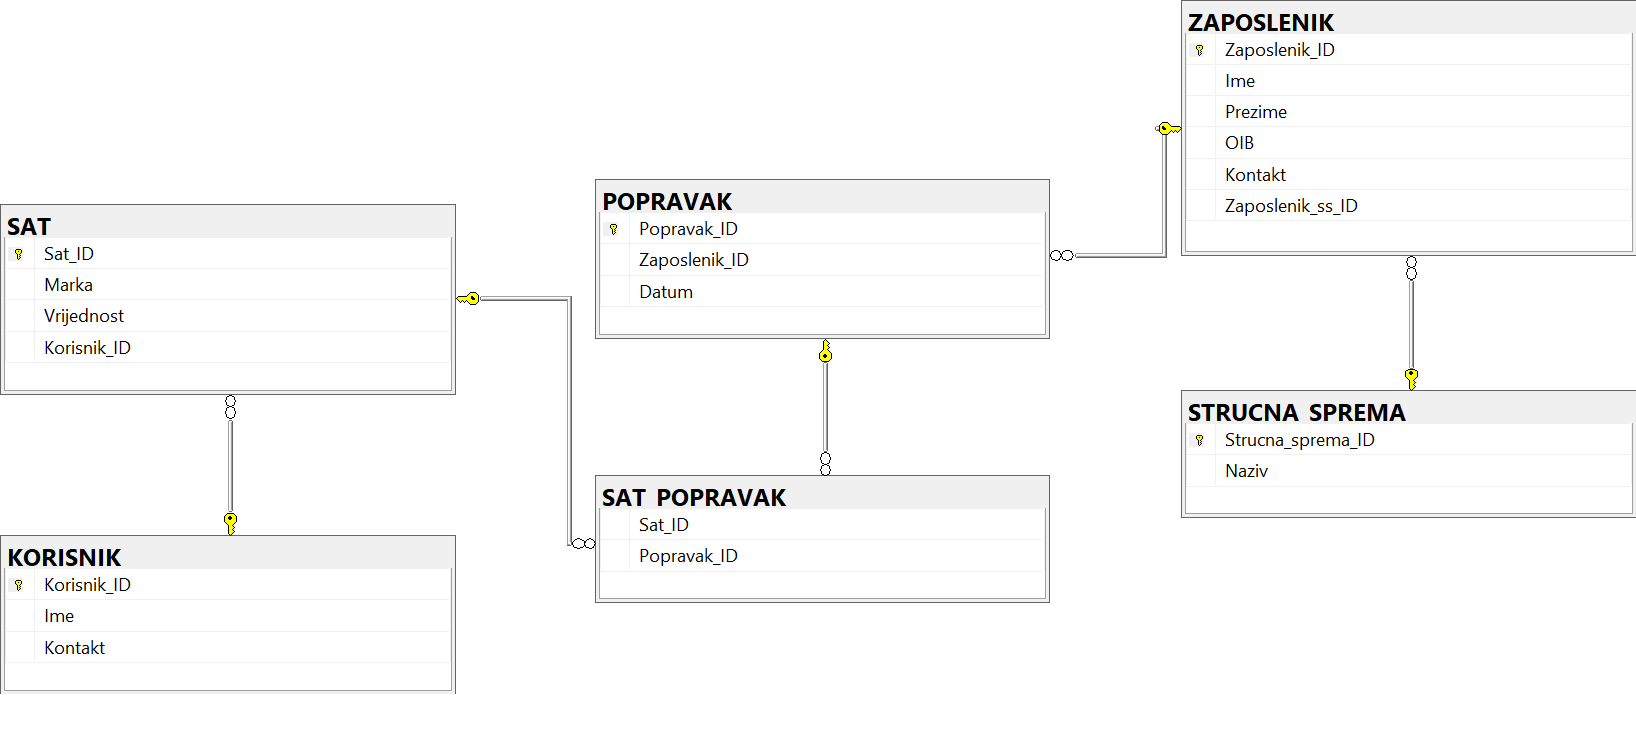 SAT
Sat_ID
Marka
Vrijednost
Korisnik_ID
KORISNIK
Korisnik_ID
Ime
Kontakt
POPRAVAK
Popravak_ID
Zaposlenik_ID
Datum
SAT_POPRAVAK
Sat_ID
Popravak_ID
ZAPOSLENIK
Zaposlenik_ID
Ime
Prezime
OIB
Kontakt
Zaposlenik_ss_ID
STRUCNA_SPREMA
Strucna_sprema_ID
Naziv